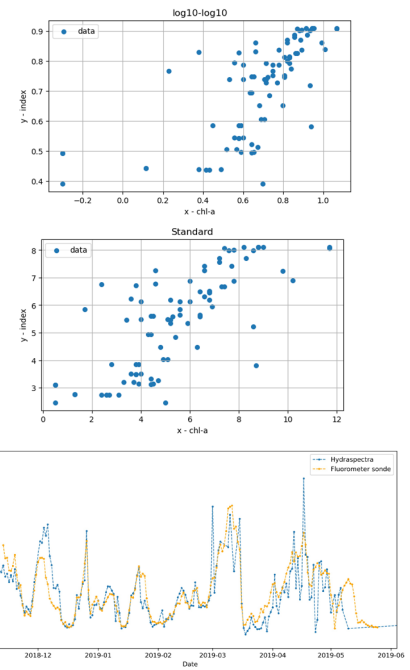 log10-log10
0.9
0.8
0.7
0.6
0.5
0.4
y - index
data
−0.2 0.0 0.2 0.4 0.6 0.8 1.0
x - chl-a
Standard
8
7
6
5
4
3
y - index
data
0 2 4 6 8 10 12
x - chl-a
Hydraspectra
Fluorometer sonde
2018-12 2019-01 2019-02 2019-03 2019-04 2019-05 2019-06
Date